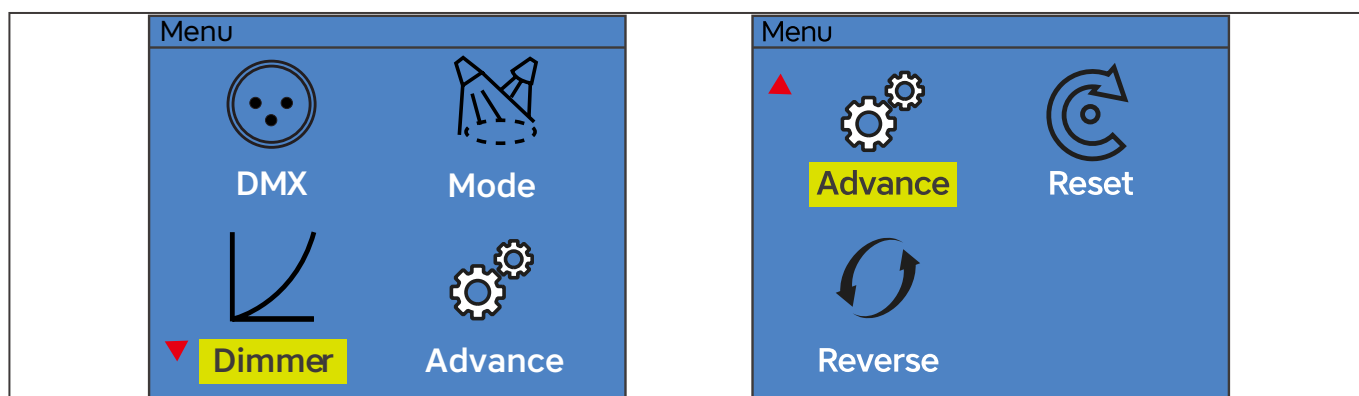 Menu
DMX
Mode
Dimmer
Advance
Menu
Advance
Reset
Reverse